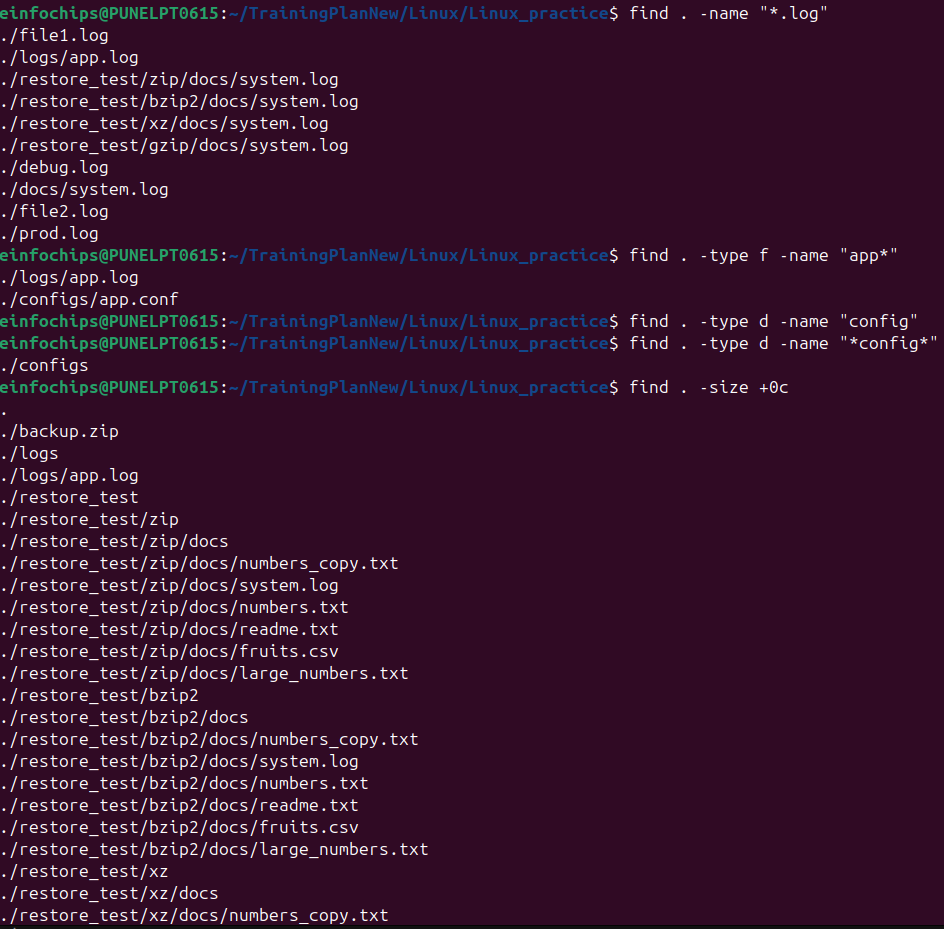 einfochips@PUNELPT0615:~/TrainingPlanNew/Linux/Linux_practice$ find . -name "*.log"
./file1.log
./logs/app.log
./restore_test/zip/docs/system.log
./restore_test/bzip2/docs/system.log
./restore_test/xz/docs/system.log
./restore_test/gzip/docs/system.log
./debug.log
./docs/system.log
./file2.log
./prod.log
einfochips@PUNELPT0615:~/TrainingPlanNew/Linux/Linux_practice$ find . -type f -name "app*"
./logs/app.log
./configs/app.conf
einfochips@PUNELPT0615:~/TrainingPlanNew/Linux/Linux_practice$ find . -type d -name "config"
einfochips@PUNELPT0615:~/TrainingPlanNew/Linux/Linux_practice$ find . -type d -name "*config*"
./configs
einfochips@PUNELPT0615:~/TrainingPlanNew/Linux/Linux_practice$ find . -size +0c
.
./backup.zip
./logs
./logs/app.log
./restore_test
./restore_test/zip
./restore_test/zip/docs
./restore_test/zip/docs/numbers_copy.txt
./restore_test/zip/docs/system.log
./restore_test/zip/docs/numbers.txt
./restore_test/zip/docs/readme.txt
./restore_test/zip/docs/fruits.csv
./restore_test/zip/docs/large_numbers.txt
./restore_test/bzip2
./restore_test/bzip2/docs
./restore_test/bzip2/docs/numbers_copy.txt
./restore_test/bzip2/docs/system.log
./restore_test/bzip2/docs/numbers.txt
./restore_test/bzip2/docs/readme.txt
./restore_test/bzip2/docs/fruits.csv
./restore_test/bzip2/docs/large_numbers.txt
./restore_test/xz
./restore_test/xz/docs
./restore_test/xz/docs/numbers_copy.txt